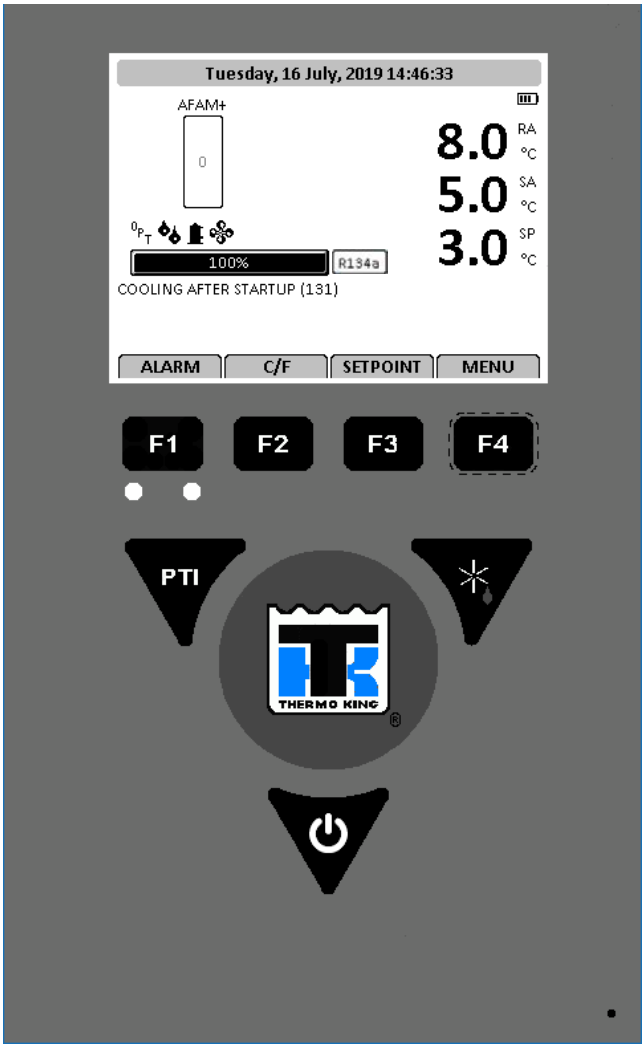 Tuesday, 16 July, 2019 14:46:33
AFAM+
0
8.0 RA °C
5.0 SA °C
3.0 SP °C
0PT
100% R134a
COOLING AFTER STARTUP (131)
ALARM C/F SETPOINT MENU
F1 F2 F3 F4
PTI
THERMO KING
®